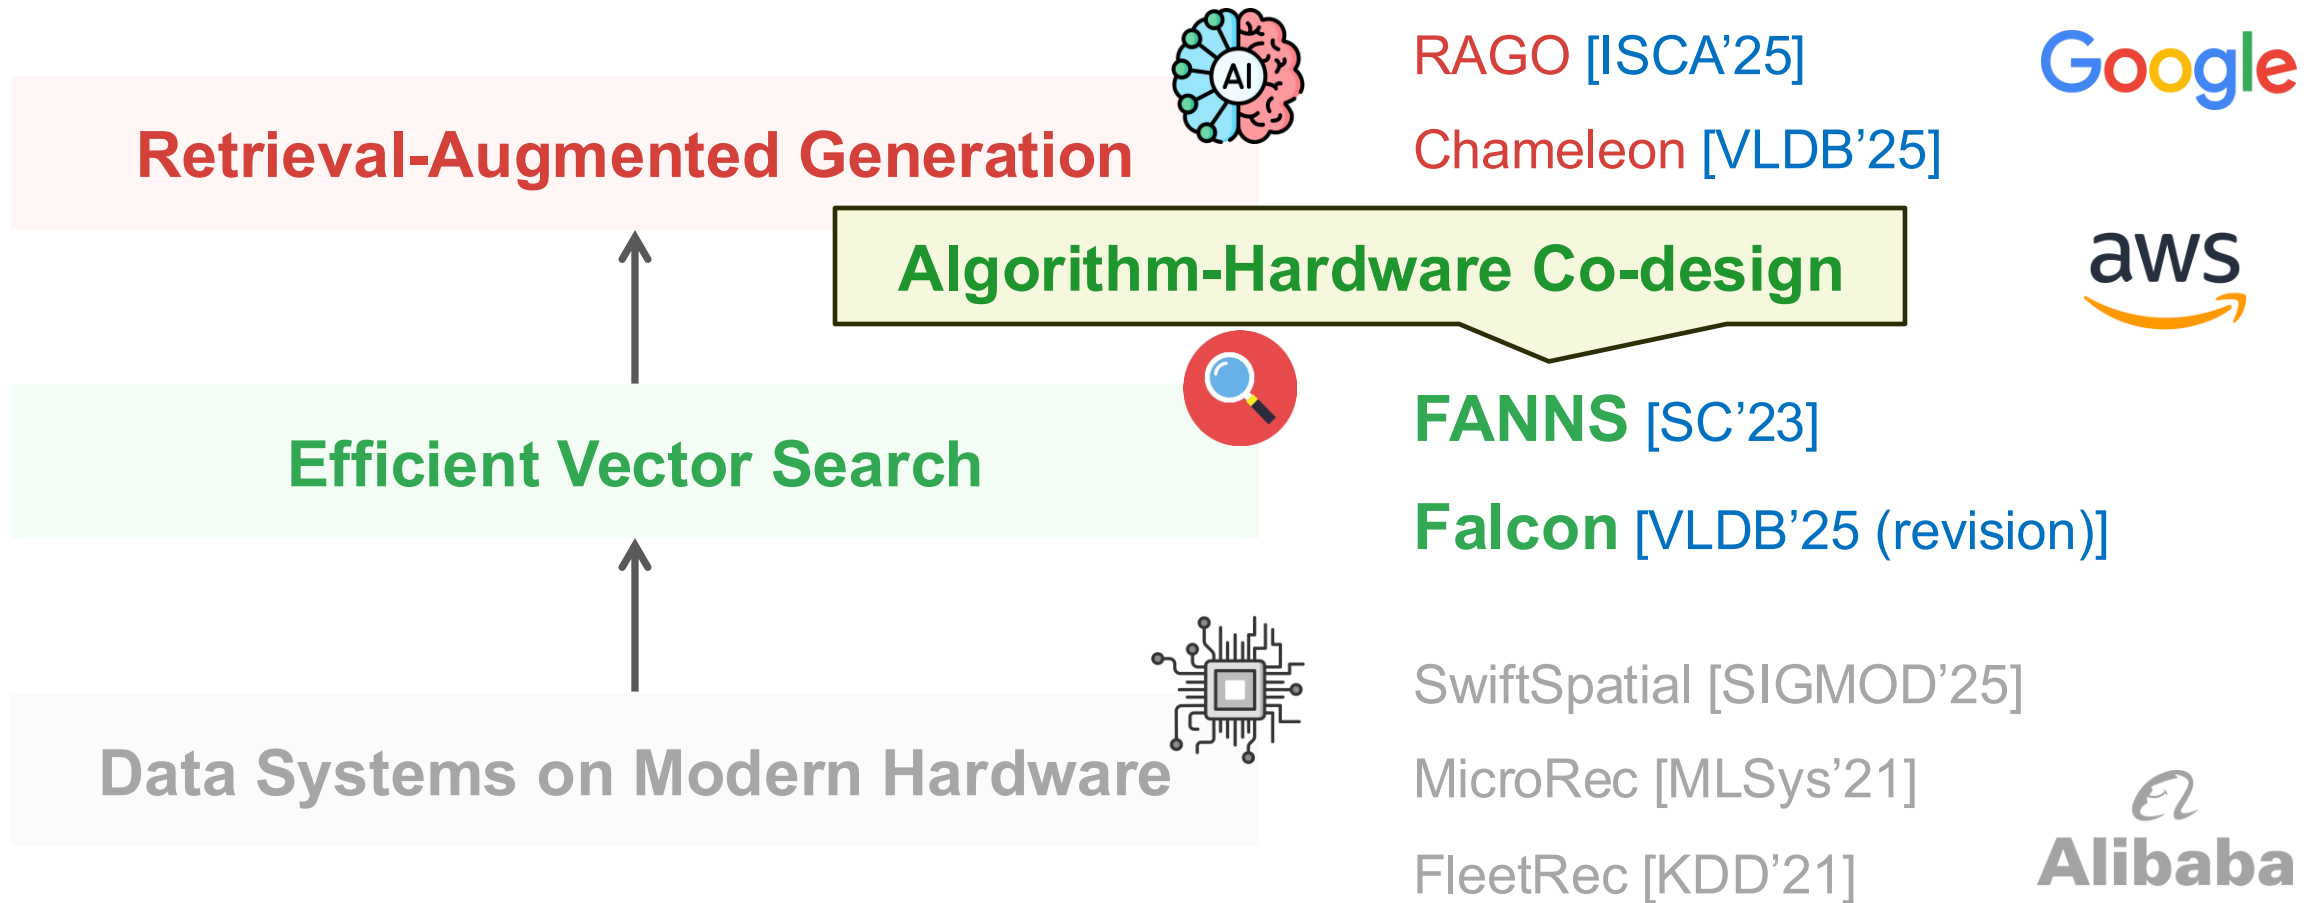 AI
RAGO [ISCA’25]
Google
Retrieval-Augmented Generation
Chameleon [VLDB’25]
Algorithm-Hardware Co-design
aws
FANNS [SC’23]
Efficient Vector Search
Falcon [VLDB’25 (revision)]
SwiftSpatial [SIGMOD’25]
Data Systems on Modern Hardware
MicroRec [MLSys’21]
FleetRec [KDD’21]
Alibaba